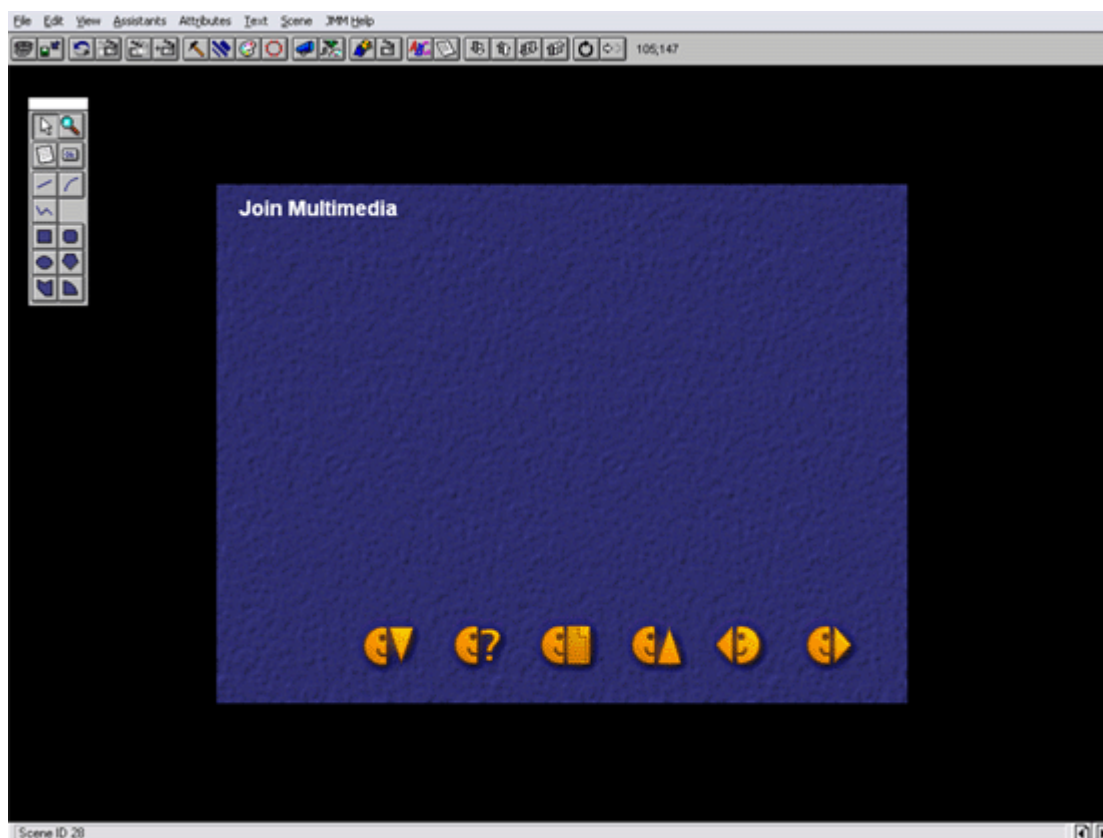 File Edit View Assistants Attributes Text Scene JMM Help
105,147
Join Multimedia
?
Scene ID 28